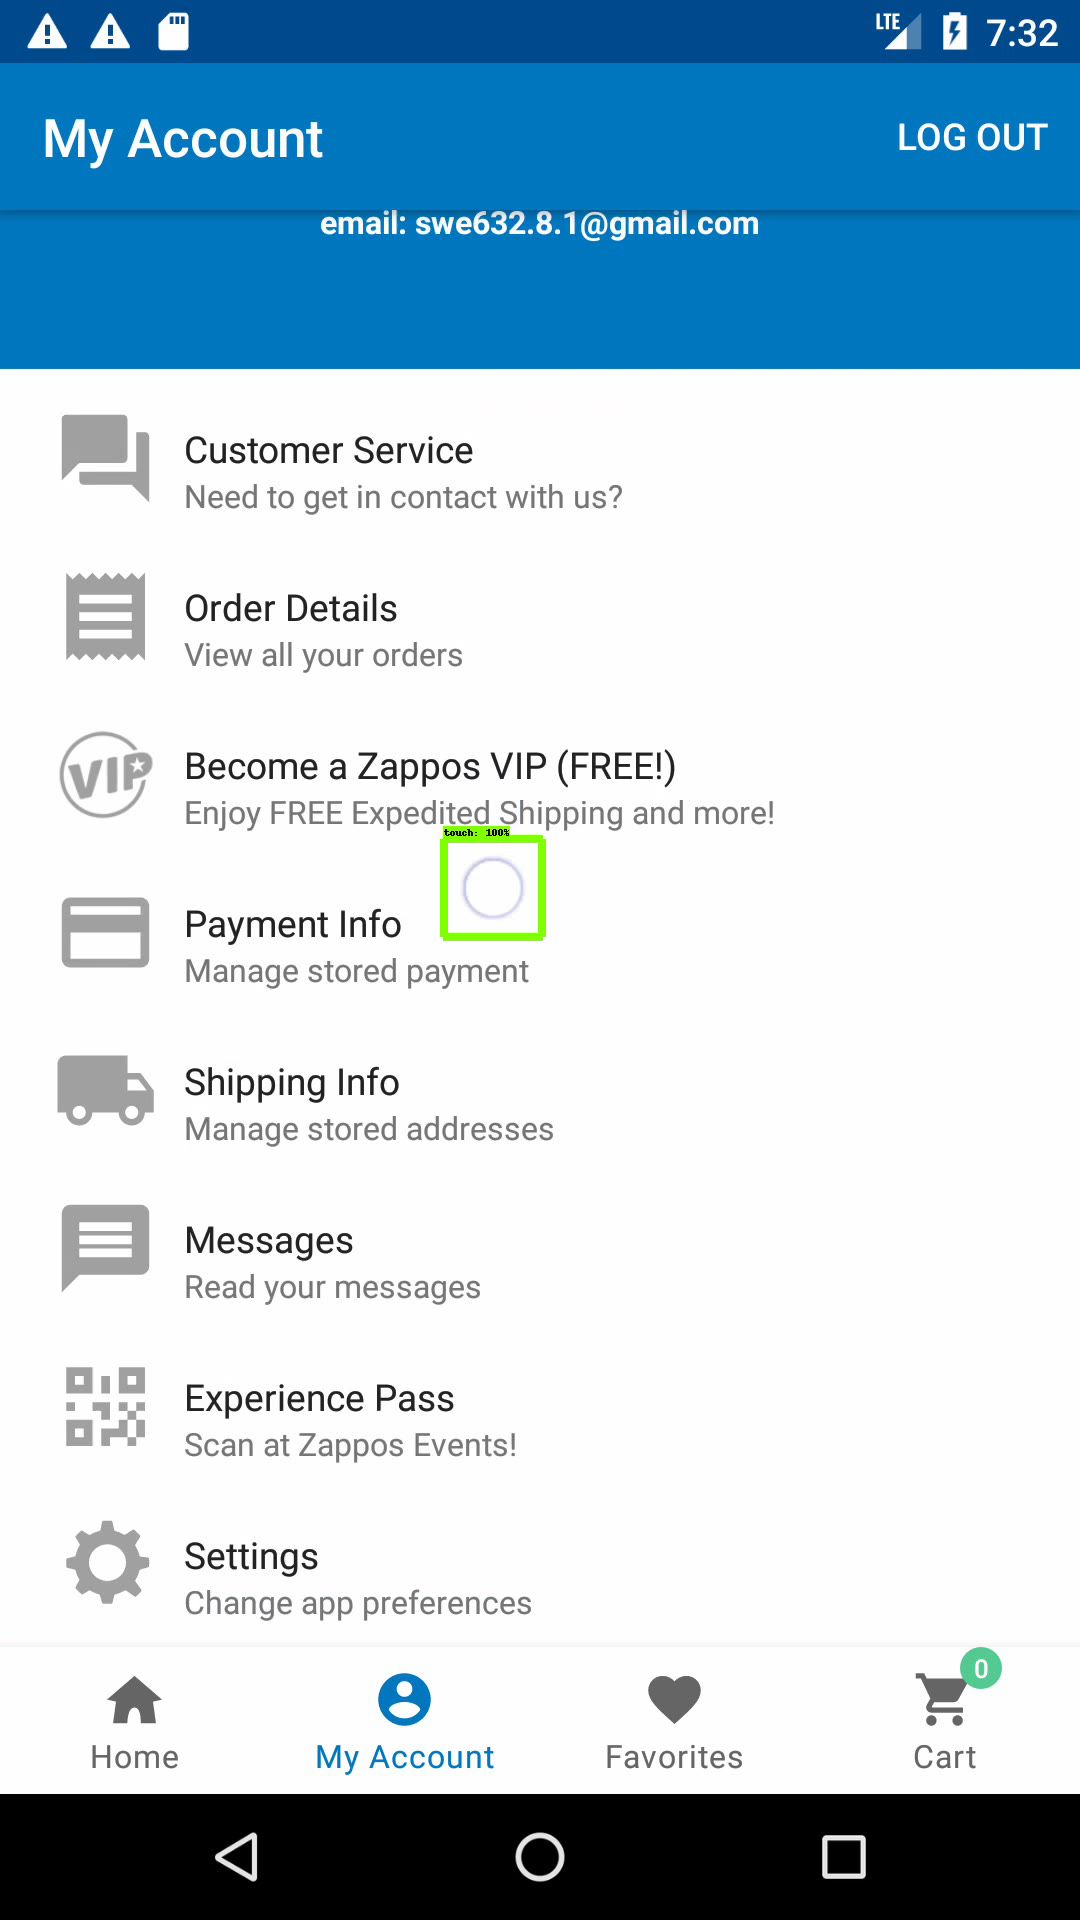 LTE 7:32
My Account LOG OUT
email: swe632.8.1@gmail.com
Customer Service
Need to get in contact with us?
Order Details
View all your orders
VIP
Become a Zappos VIP (FREE!)
Enjoy FREE Expedited Shipping and more!
touch: 100%
Payment Info
Manage stored payment
Shipping Info
Manage stored addresses
Messages
Read your messages
Experience Pass
Scan at Zappos Events!
Settings
Change app preferences
0
Home My Account Favorites Cart